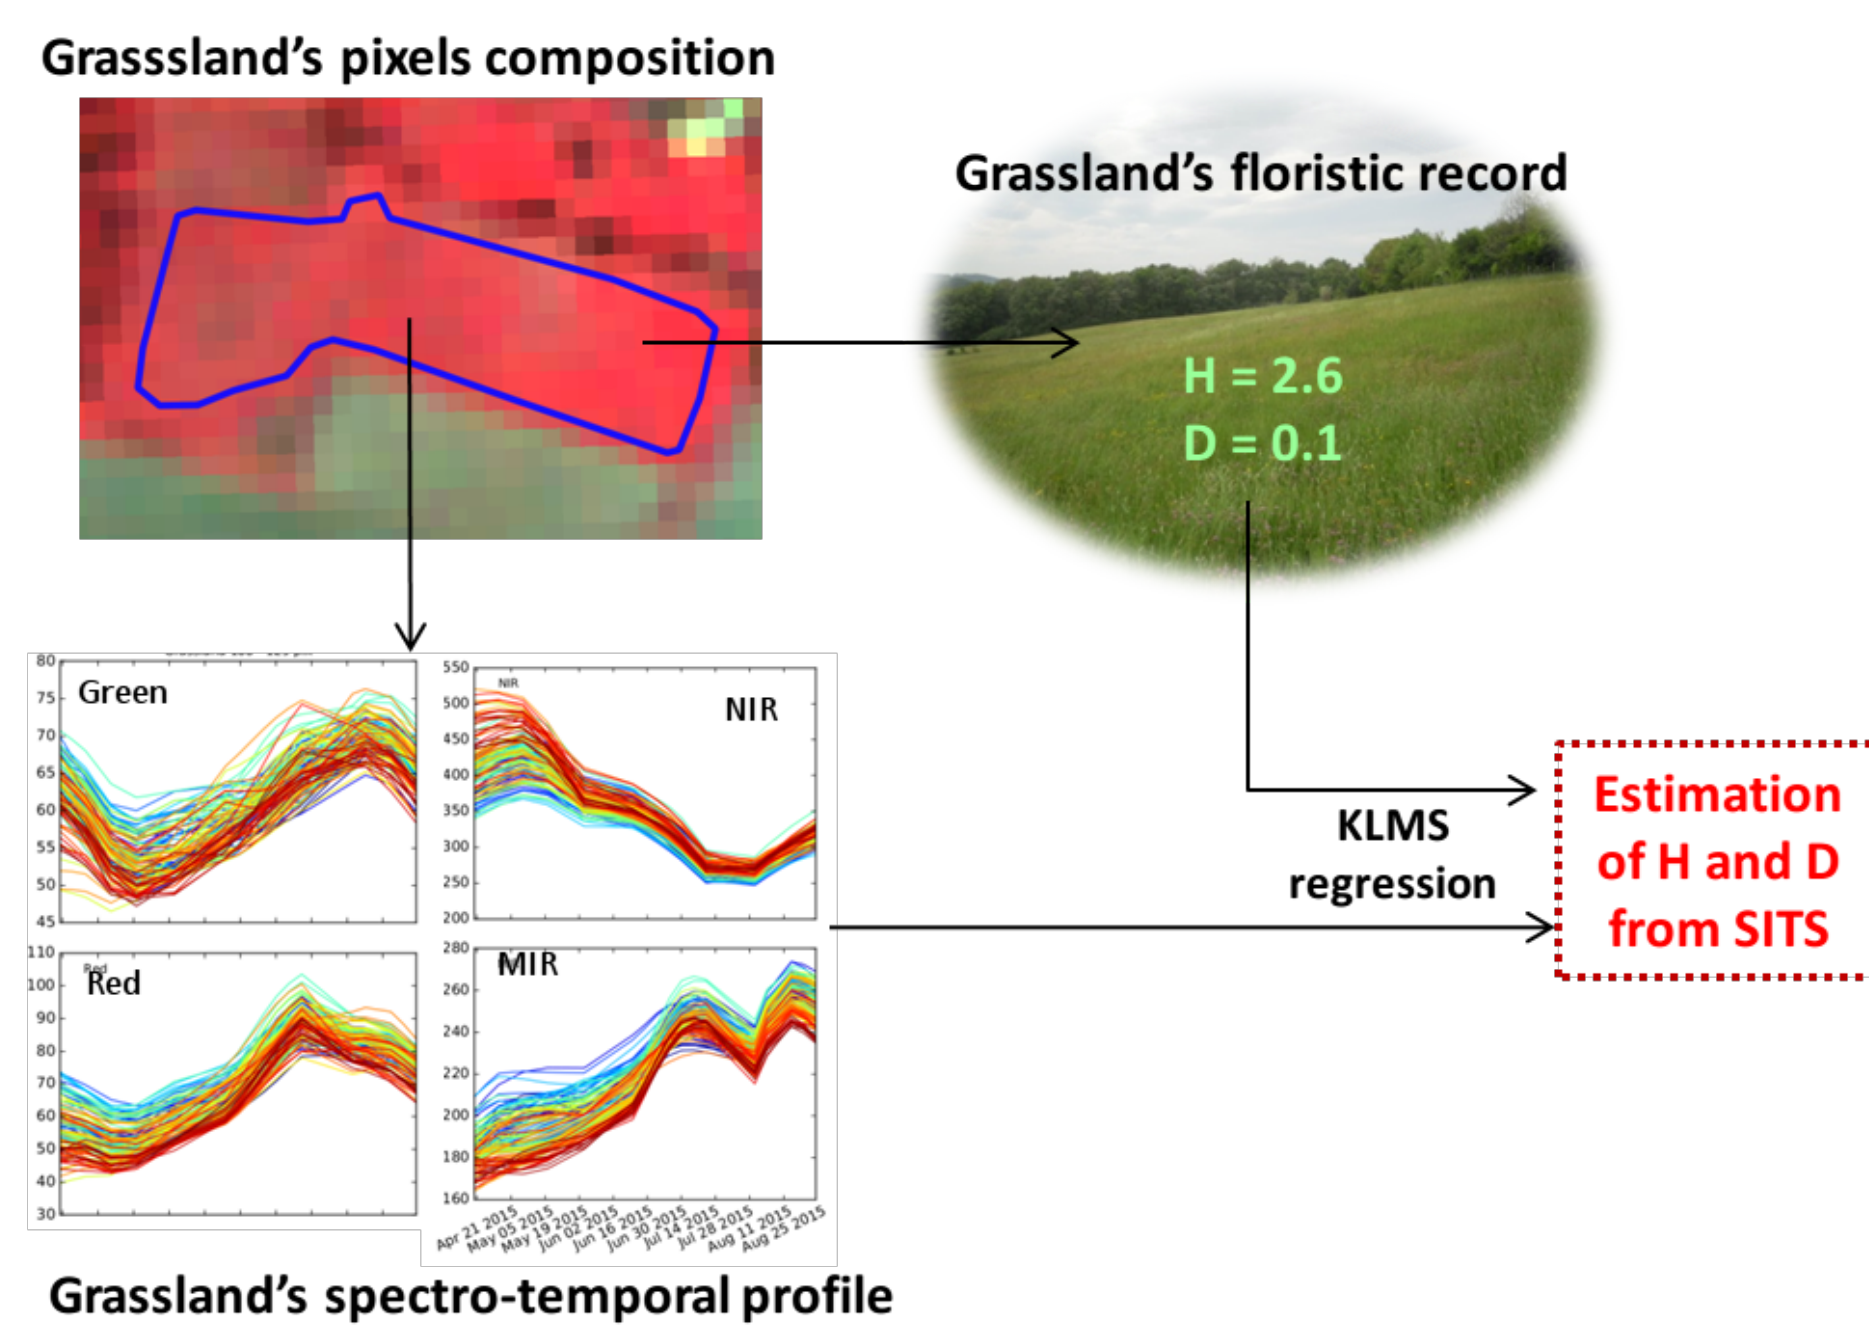 Grasssland's pixels composition
Grassland's floristic record
H = 2.6
D = 0.1
80
75
70
65
60
55
50
45
Green
550
500
450
400
350
300
250
200
NIR
NIR
110
100
90
80
70
60
50
40
30
Red
Red
280
260
240
220
200
180
160
MIR
Apr 21 2015
May 05 2015
May 19 2015
Jun 02 2015
Jun 16 2015
Jun 30 2015
Jul 14 2015
Jul 28 2015
Aug 11 2015
Aug 25 2015
KLMS
regression
Estimation
of H and D
from SITS
Grassland's spectro-temporal profile